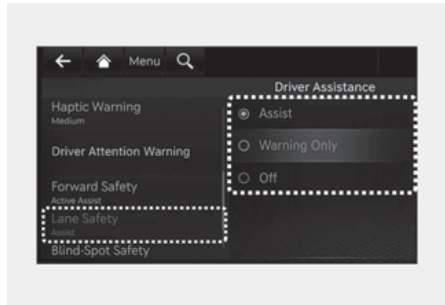 Menu
Driver Assistance
Haptic Warning
Medium
Driver Attention Warning
Forward Safety
Active Assist
Lane Safety
Assist
Blind-Spot Safety
Assist
Warning Only
Off